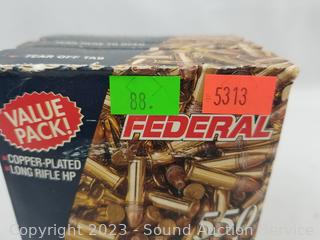 TEAR OFF TAB
88.
5313
VALUE
PACK!
FEDERAL
• COPPER-PLATED
• LONG RIFLE HP
550
Copyright 2023 - Sound Auction Service